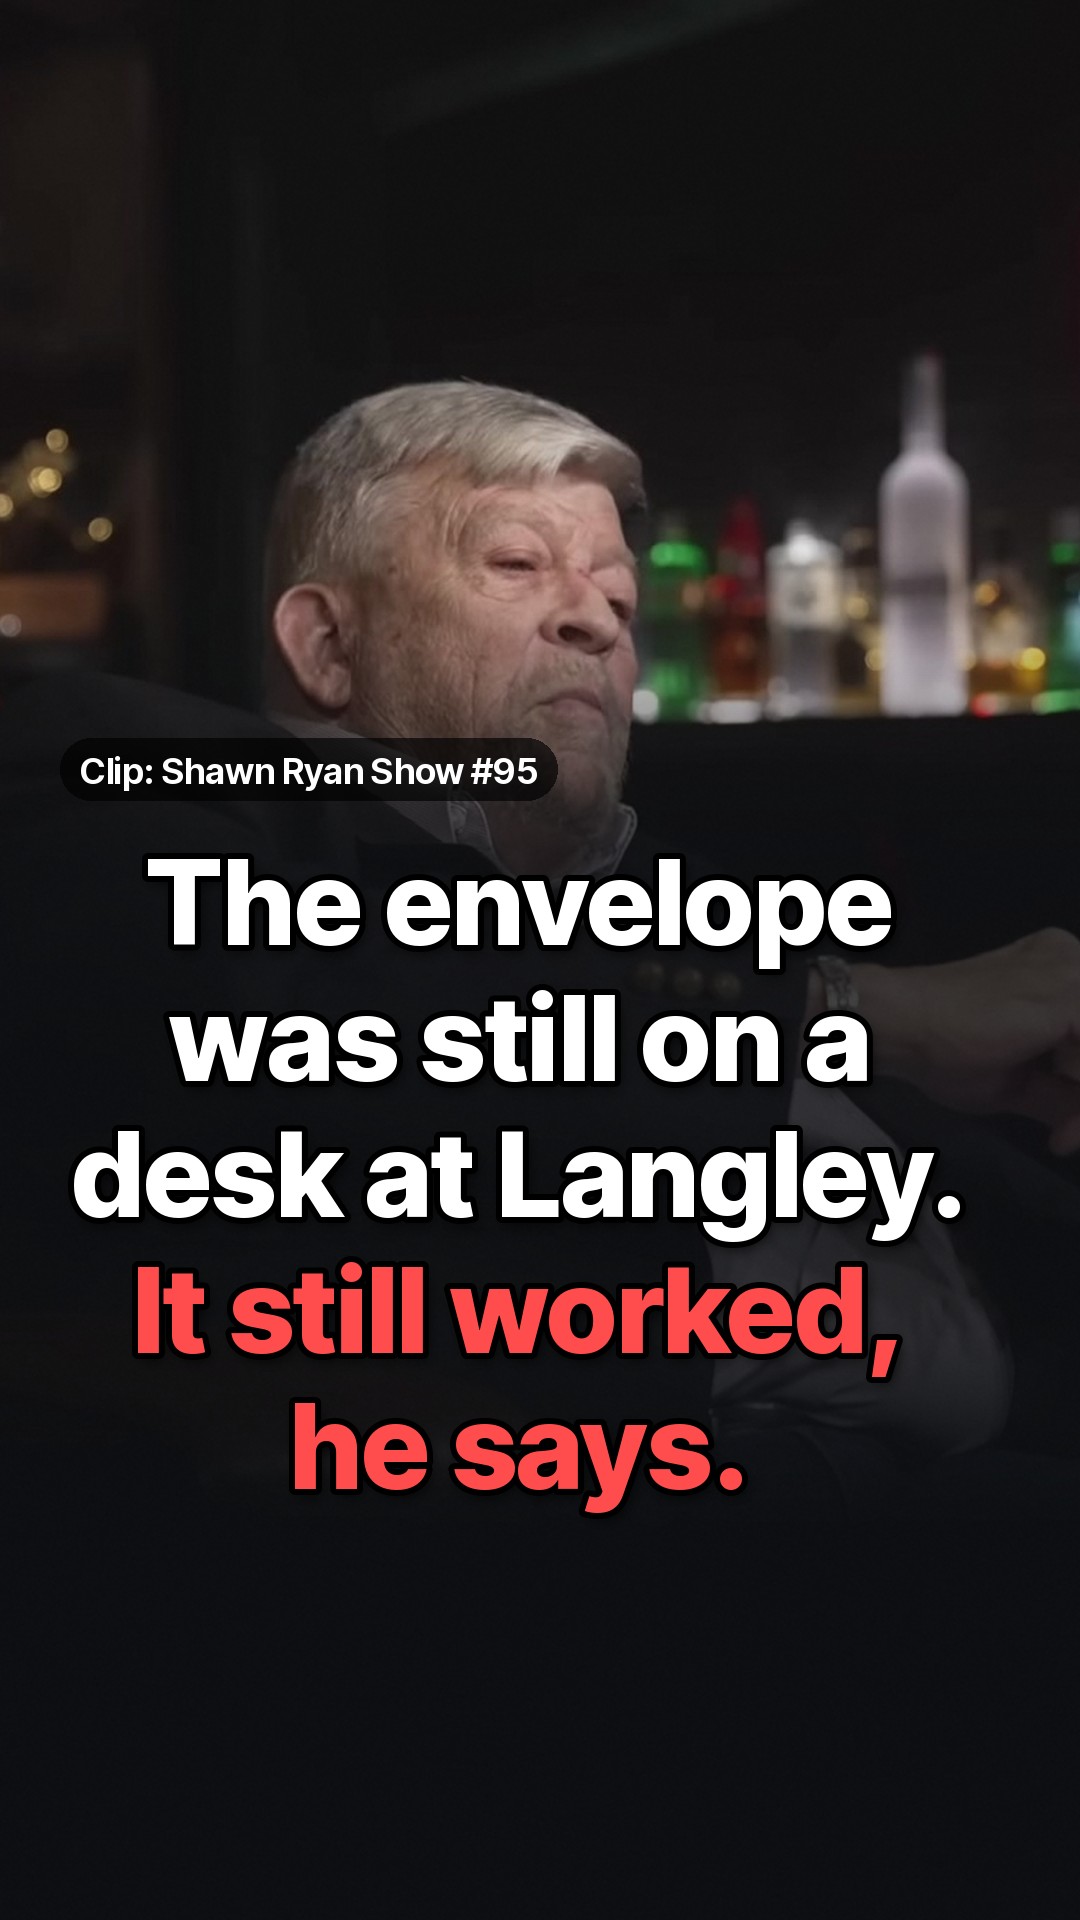 Clip: Shawn Ryan Show #95
The envelope
was still on a
desk at Langley.
It still worked,
he says.